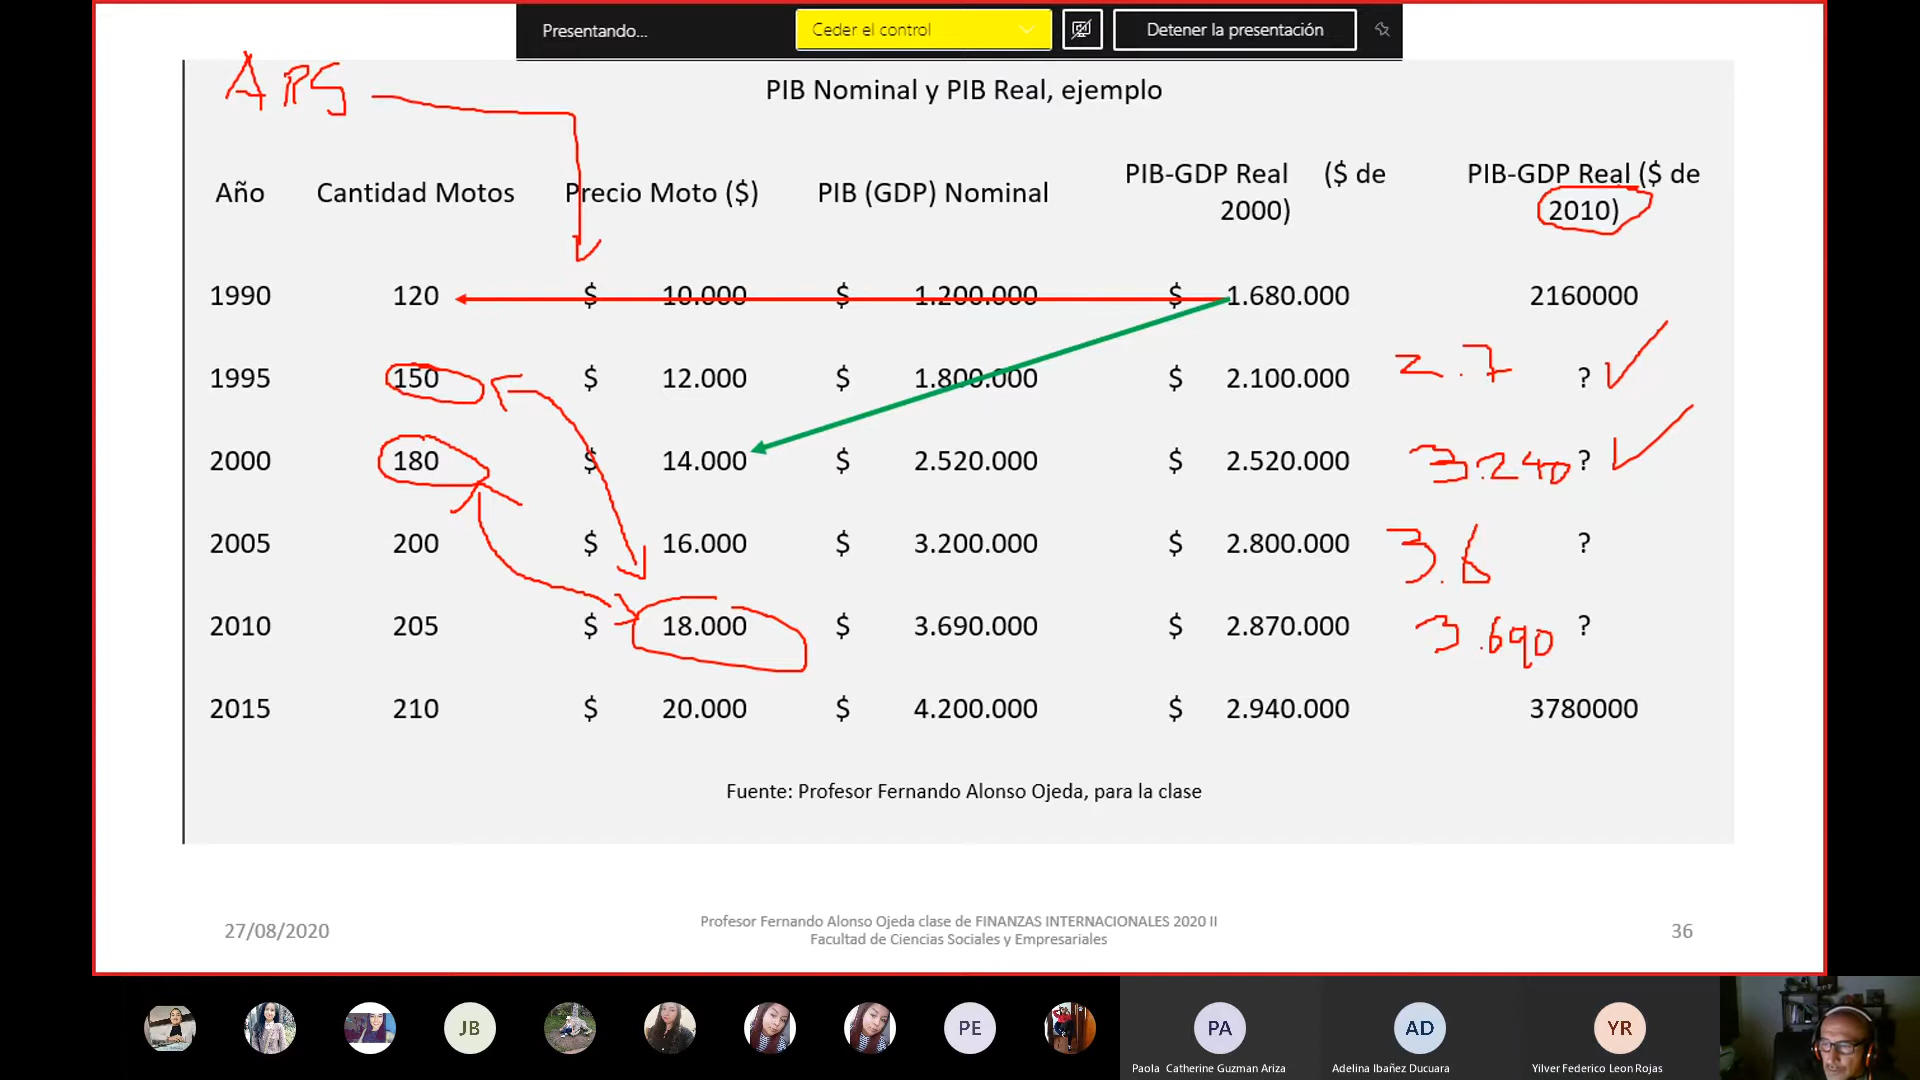 Presentando...
Ceder el control
Detener la presentación
APS
PIB Nominal y PIB Real, ejemplo
Año Cantidad Motos Precio Moto ($) PIB (GDP) Nominal PIB-GDP Real ($ de 2000) PIB-GDP Real ($ de 2010)
1990 120 $ 10.000 $ 1.200.000 $ 1.680.000 2160000
1995 150 $ 12.000 $ 1.800.000 $ 2.100.000 2.7 ?
2000 180 $ 14.000 $ 2.520.000 $ 2.520.000 3.240 ?
2005 200 $ 16.000 $ 3.200.000 $ 2.800.000 3.6 ?
2010 205 $ 18.000 $ 3.690.000 $ 2.870.000 3.690 ?
2015 210 $ 20.000 $ 4.200.000 $ 2.940.000 3780000
Fuente: Profesor Fernando Alonso Ojeda, para la clase
27/08/2020
Profesor Fernando Alonso Ojeda clase de FINANZAS INTERNACIONALES 2020 II
Facultad de Ciencias Sociales y Empresariales
36
JB
PE
PA
AD
YR
Paola Catherine Guzman Ariza
Adelina Ibañez Ducuara
Yilver Federico Leon Rojas